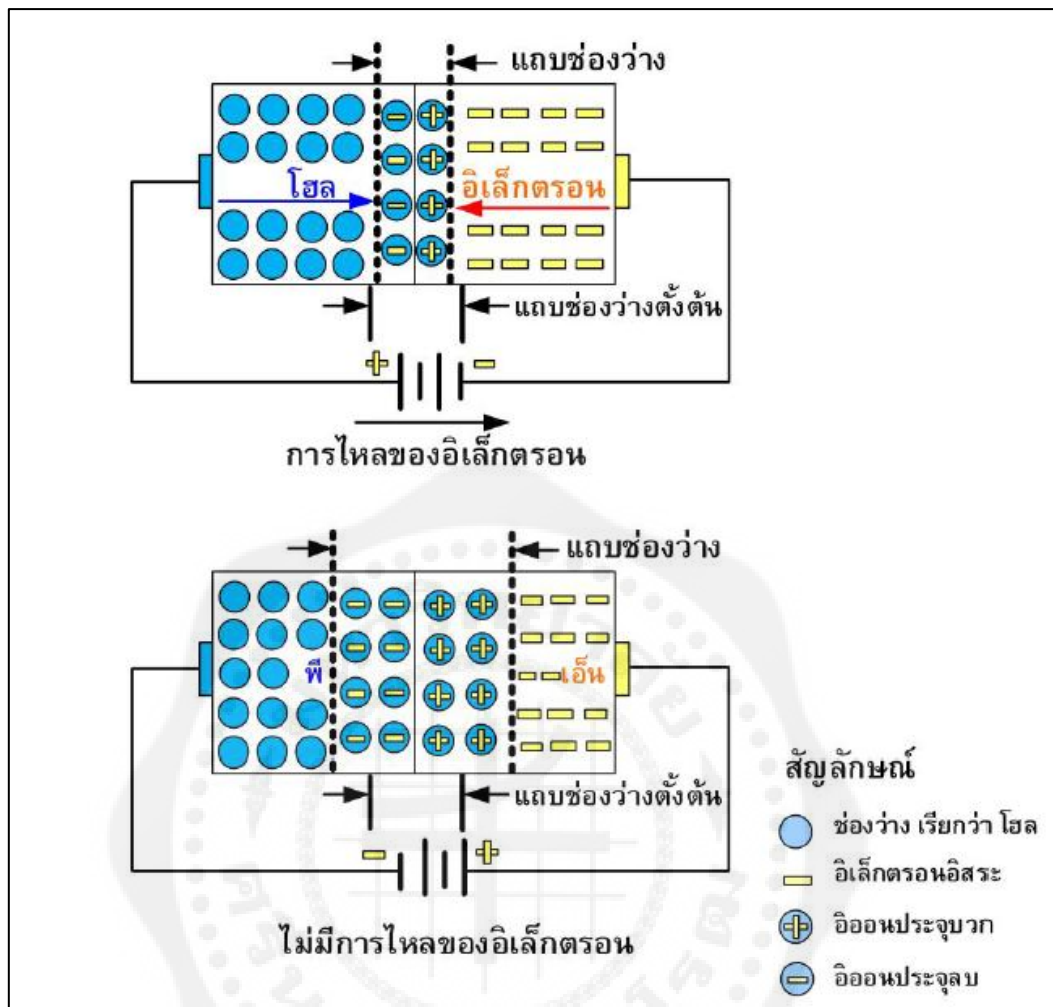 แถบช่องว่าง
โฮล
อิเล็กตรอน
แถบช่องว่างตั้งต้น
การไหลของอิเล็กตรอน
แถบช่องว่าง
พี
เอ็น
แถบช่องว่างตั้งต้น
ไม่มีการไหลของอิเล็กตรอน
สัญลักษณ์
ช่องว่าง เรียกว่า โฮล
อิเล็กตรอนอิสระ
อิออนประจุบวก
อิออนประจุลบ